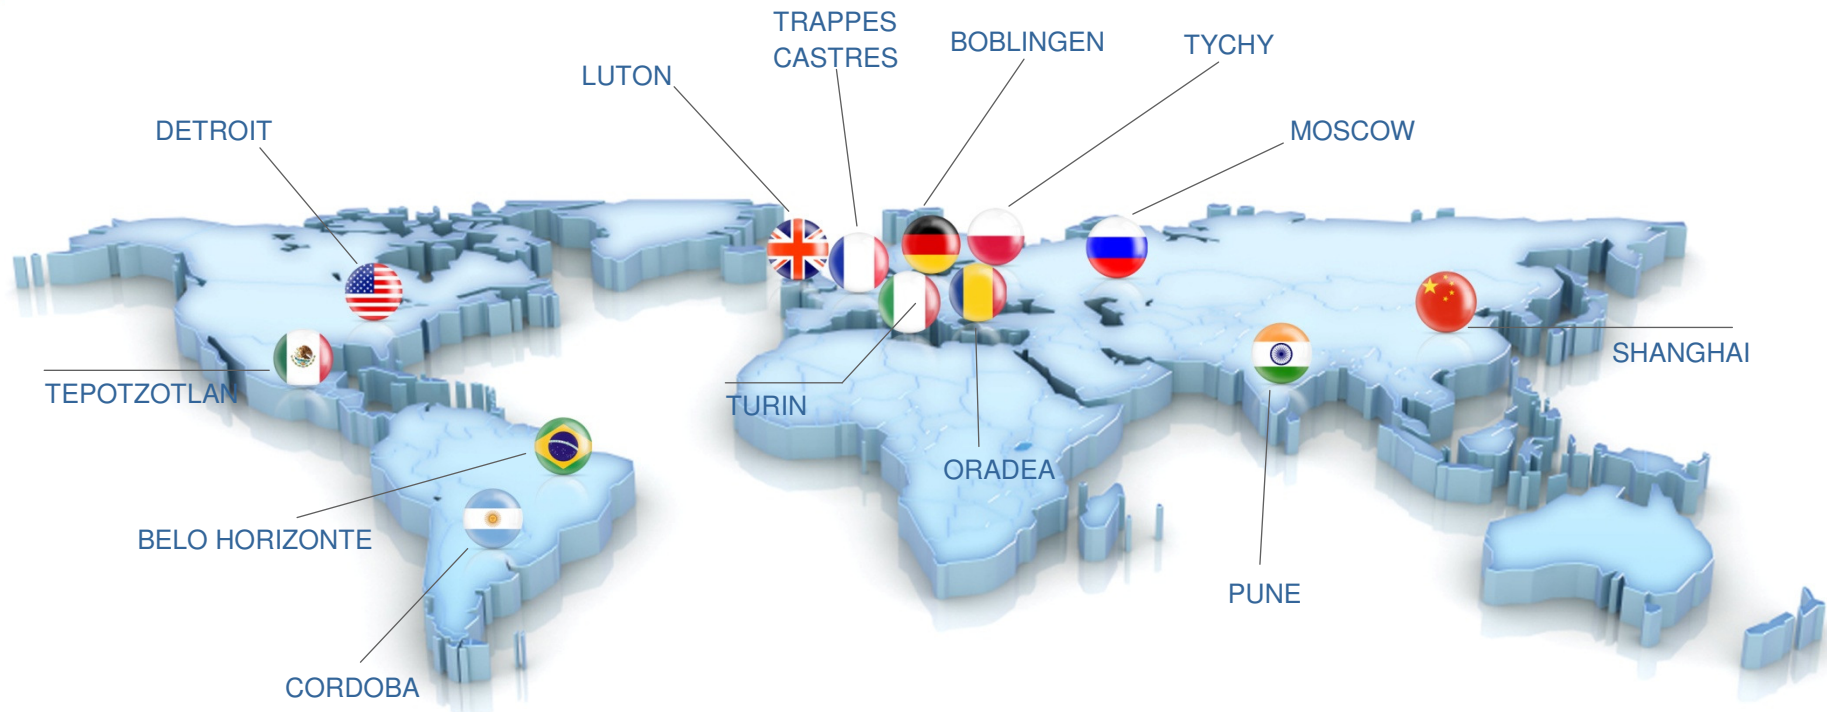 TRAPPES
CASTRES
BOBLINGEN
TYCHY
LUTON
DETROIT
MOSCOW
SHANGHAI
TEPOTZOTLAN
TURIN
ORADEA
BELO HORIZONTE
PUNE
CORDOBA